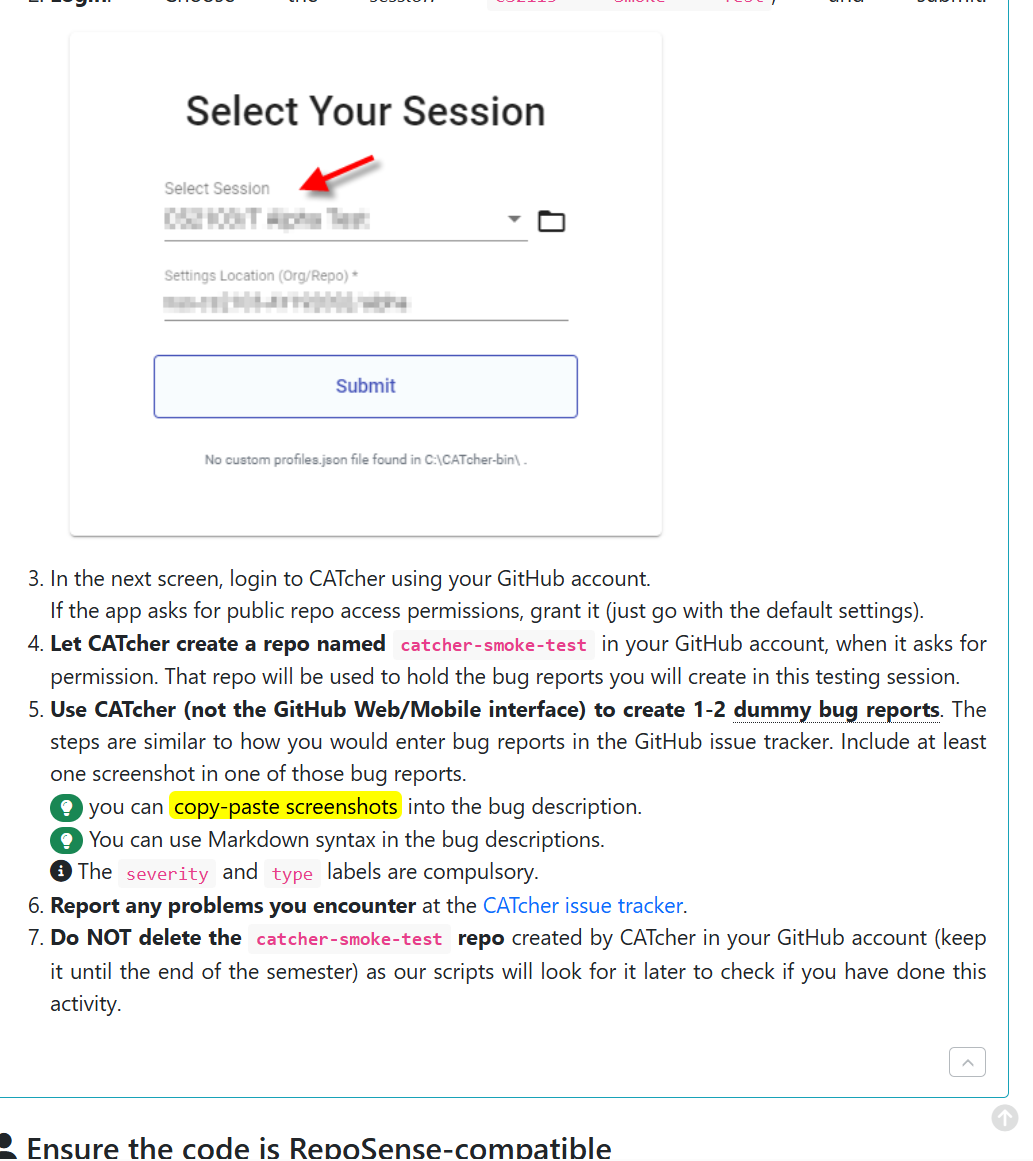 2. Login: Choose the session CS2113 Smoke Test, and submit.
Select Your Session
Select Session
Settings Location (Org/Repo) *
Submit
No custom profiles.json file found in C:\CATcher-bin\ .
3. In the next screen, login to CATcher using your GitHub account.
If the app asks for public repo access permissions, grant it (just go with the default settings).
4. Let CATcher create a repo named catcher-smoke-test in your GitHub account, when it asks for
permission. That repo will be used to hold the bug reports you will create in this testing session.
5. Use CATcher (not the GitHub Web/Mobile interface) to create 1-2 dummy bug reports. The
steps are similar to how you would enter bug reports in the GitHub issue tracker. Include at least
one screenshot in one of those bug reports.
you can copy-paste screenshots into the bug description.
You can use Markdown syntax in the bug descriptions.
The severity and type labels are compulsory.
6. Report any problems you encounter at the CATcher issue tracker.
7. Do NOT delete the catcher-smoke-test repo created by CATcher in your GitHub account (keep
it until the end of the semester) as our scripts will look for it later to check if you have done this
activity.
Ensure the code is RepoSense-compatible